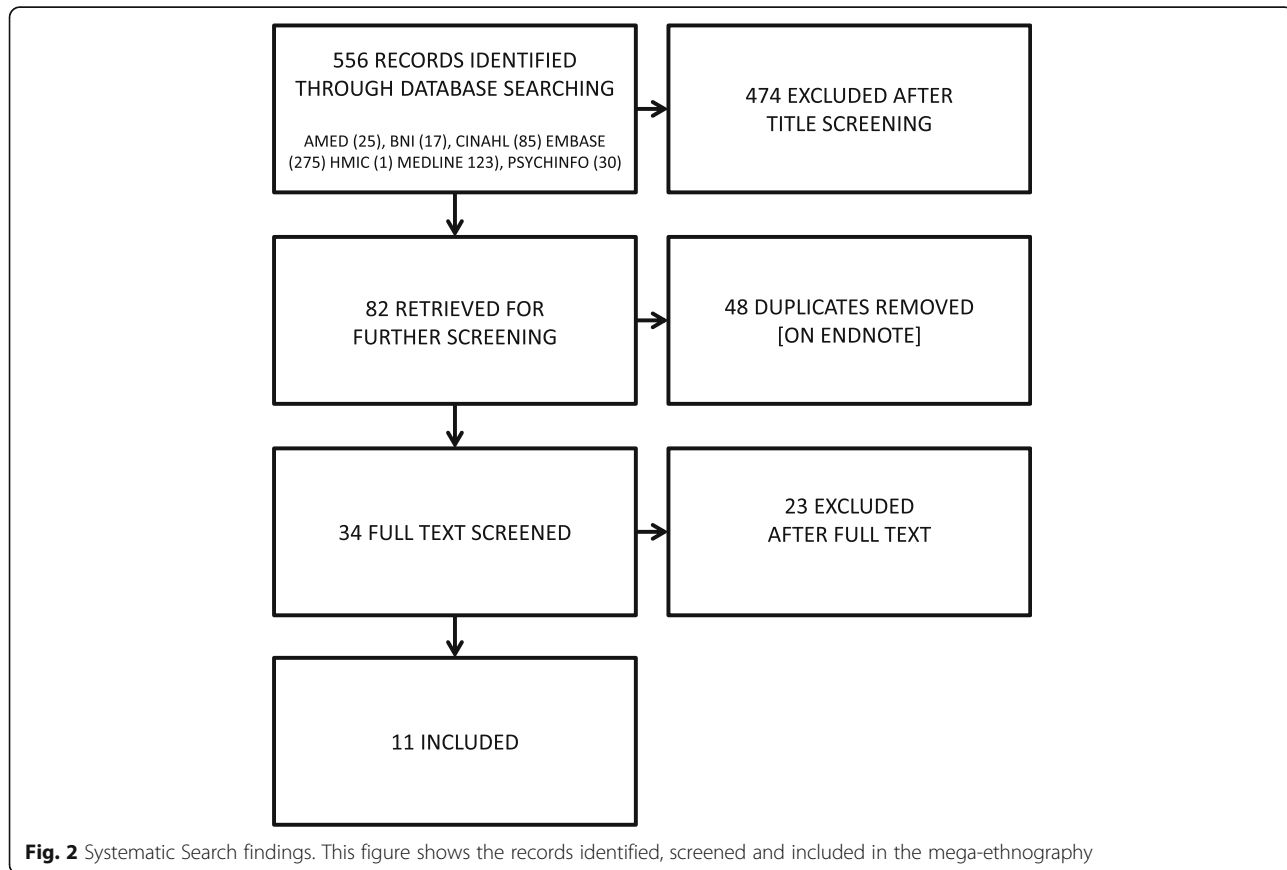 556 RECORDS IDENTIFIED
THROUGH DATABASE SEARCHING
AMED (25), BNI (17), CINAHL (85) EMBASE
(275) HMIC (1) MEDLINE 123), PSYCHINFO (30)
474 EXCLUDED AFTER
TITLE SCREENING
82 RETRIEVED FOR
FURTHER SCREENING
48 DUPLICATES REMOVED
[ON ENDNOTE]
34 FULL TEXT SCREENED
23 EXCLUDED
AFTER FULL TEXT
11 INCLUDED
Fig. 2 Systematic Search findings. This figure shows the records identified, screened and included in the mega-ethnography